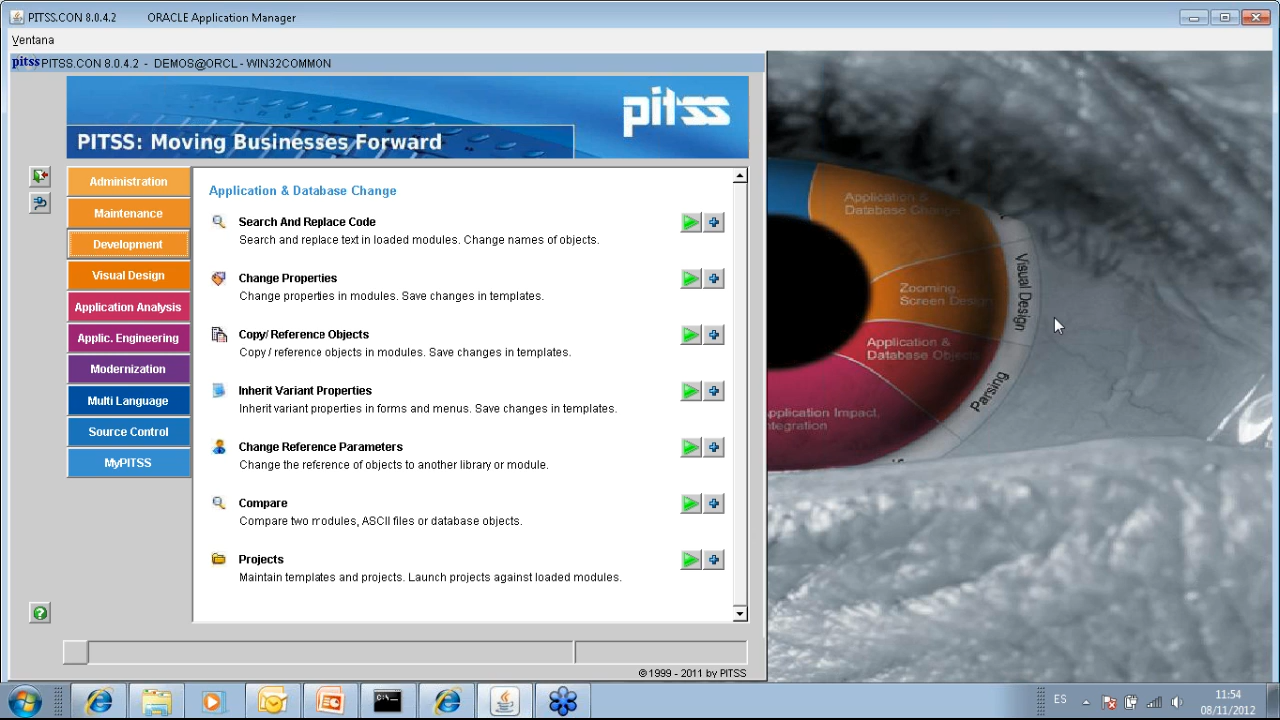 PITSS.CON 8.0.4.2 ORACLE Application Manager
Ventana
pitss PITSS.CON 8.0.4.2 - DEMOS@ORCL - WIN32COMMON
pitss
PITSS: Moving Businesses Forward
Administration
Maintenance
Development
Visual Design
Application Analysis
Applic. Engineering
Modernization
Multi Language
Source Control
MyPITSS
Application & Database Change
Search And Replace Code
Search and replace text in loaded modules. Change names of objects.
Change Properties
Change properties in modules. Save changes in templates.
Copy/ Reference Objects
Copy / reference objects in modules. Save changes in templates.
Inherit Variant Properties
Inherit variant properties in forms and menus. Save changes in templates.
Change Reference Parameters
Change the reference of objects to another library or module.
Compare
Compare two modules, ASCII files or database objects.
Projects
Maintain templates and projects. Launch projects against loaded modules.
© 1999 - 2011 by PITSS
Application &
Database Change
Zooming,
Screen Design
Application &
Database Objects
Application Impact,
Integration
Visual Design
Parsing
ES
11:54
08/11/2012